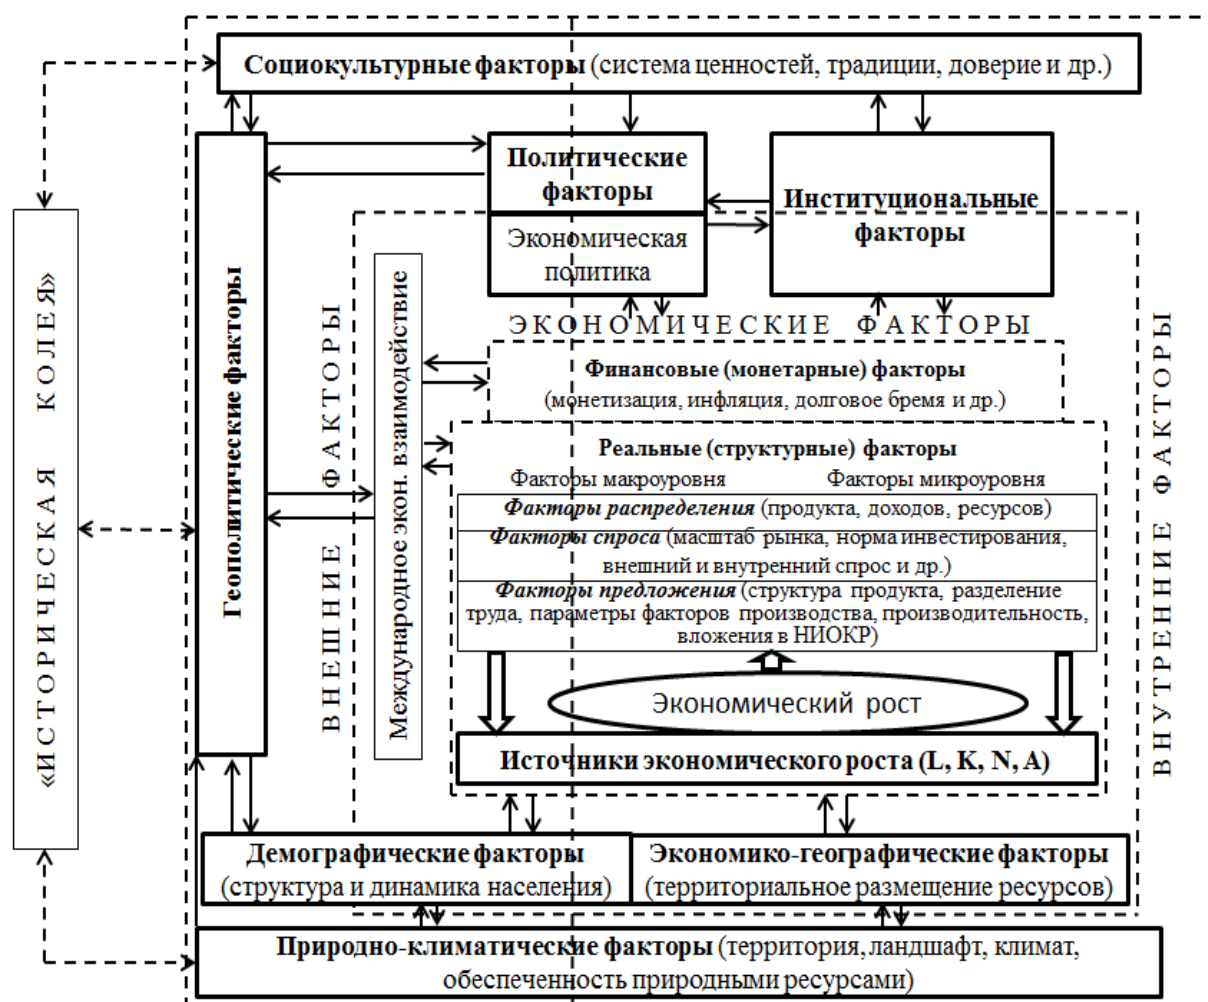 Социокультурные факторы (система ценностей, традиции, доверие и др.)
«ИСТОРИЧЕСКАЯ КОЛЕЯ»
Геополитические факторы
ВНЕШНИЕ ФАКТОРЫ
Международное экон. взаимодействие
Политические
факторы
Экономическая
политика
Институциональные
факторы
ЭКОНОМИЧЕСКИЕ ФАКТОРЫ
Финансовые (монетарные) факторы
(монетизация, инфляция, долговое бремя и др.)
Реальные (структурные) факторы
Факторы макроуровня Факторы микроуровня
Факторы распределения (продукта, доходов, ресурсов)
Факторы спроса (масштаб рынка, норма инвестирования,
внешний и внутренний спрос и др.)
Факторы предложения (структура продукта, разделение
труда, параметры факторов производства, производительность,
вложения в НИОКР)
Экономический рост
Источники экономического роста (L, K, N, A)
ВНУТРЕННИЕ ФАКТОРЫ
Демографические факторы
(структура и динамика населения)
Экономико-географические факторы
(территориальное размещение ресурсов)
Природно-климатические факторы (территория, ландшафт, климат,
обеспеченность природными ресурсами)